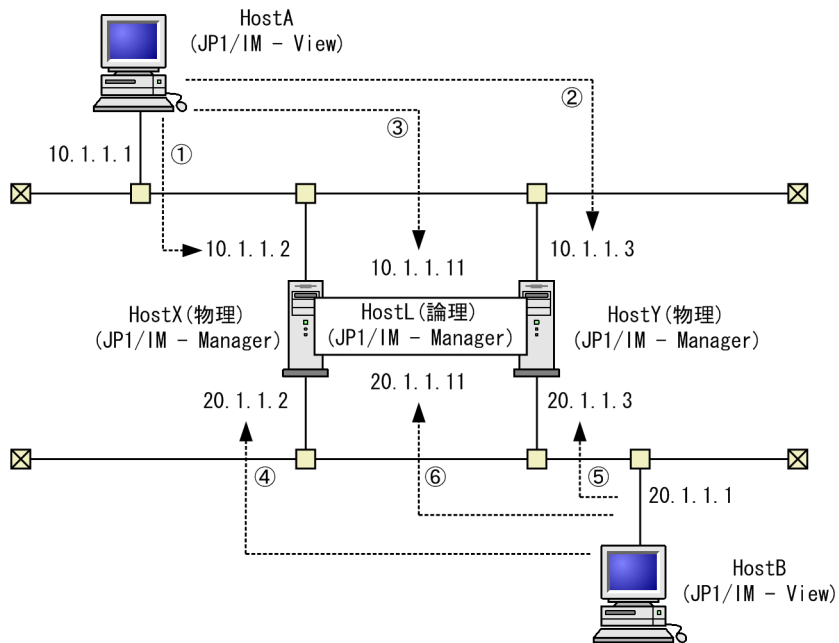 HostA
(JP1/IM - View)
②
③
10.1.1.1
①
10.1.1.2
10.1.1.11
10.1.1.3
HostX(物理)
(JP1/IM - Manager)
HostL(論理)
(JP1/IM - Manager)
HostY(物理)
(JP1/IM - Manager)
20.1.1.2
20.1.1.11
20.1.1.3
④
⑥
⑤
20.1.1.1
HostB
(JP1/IM - View)